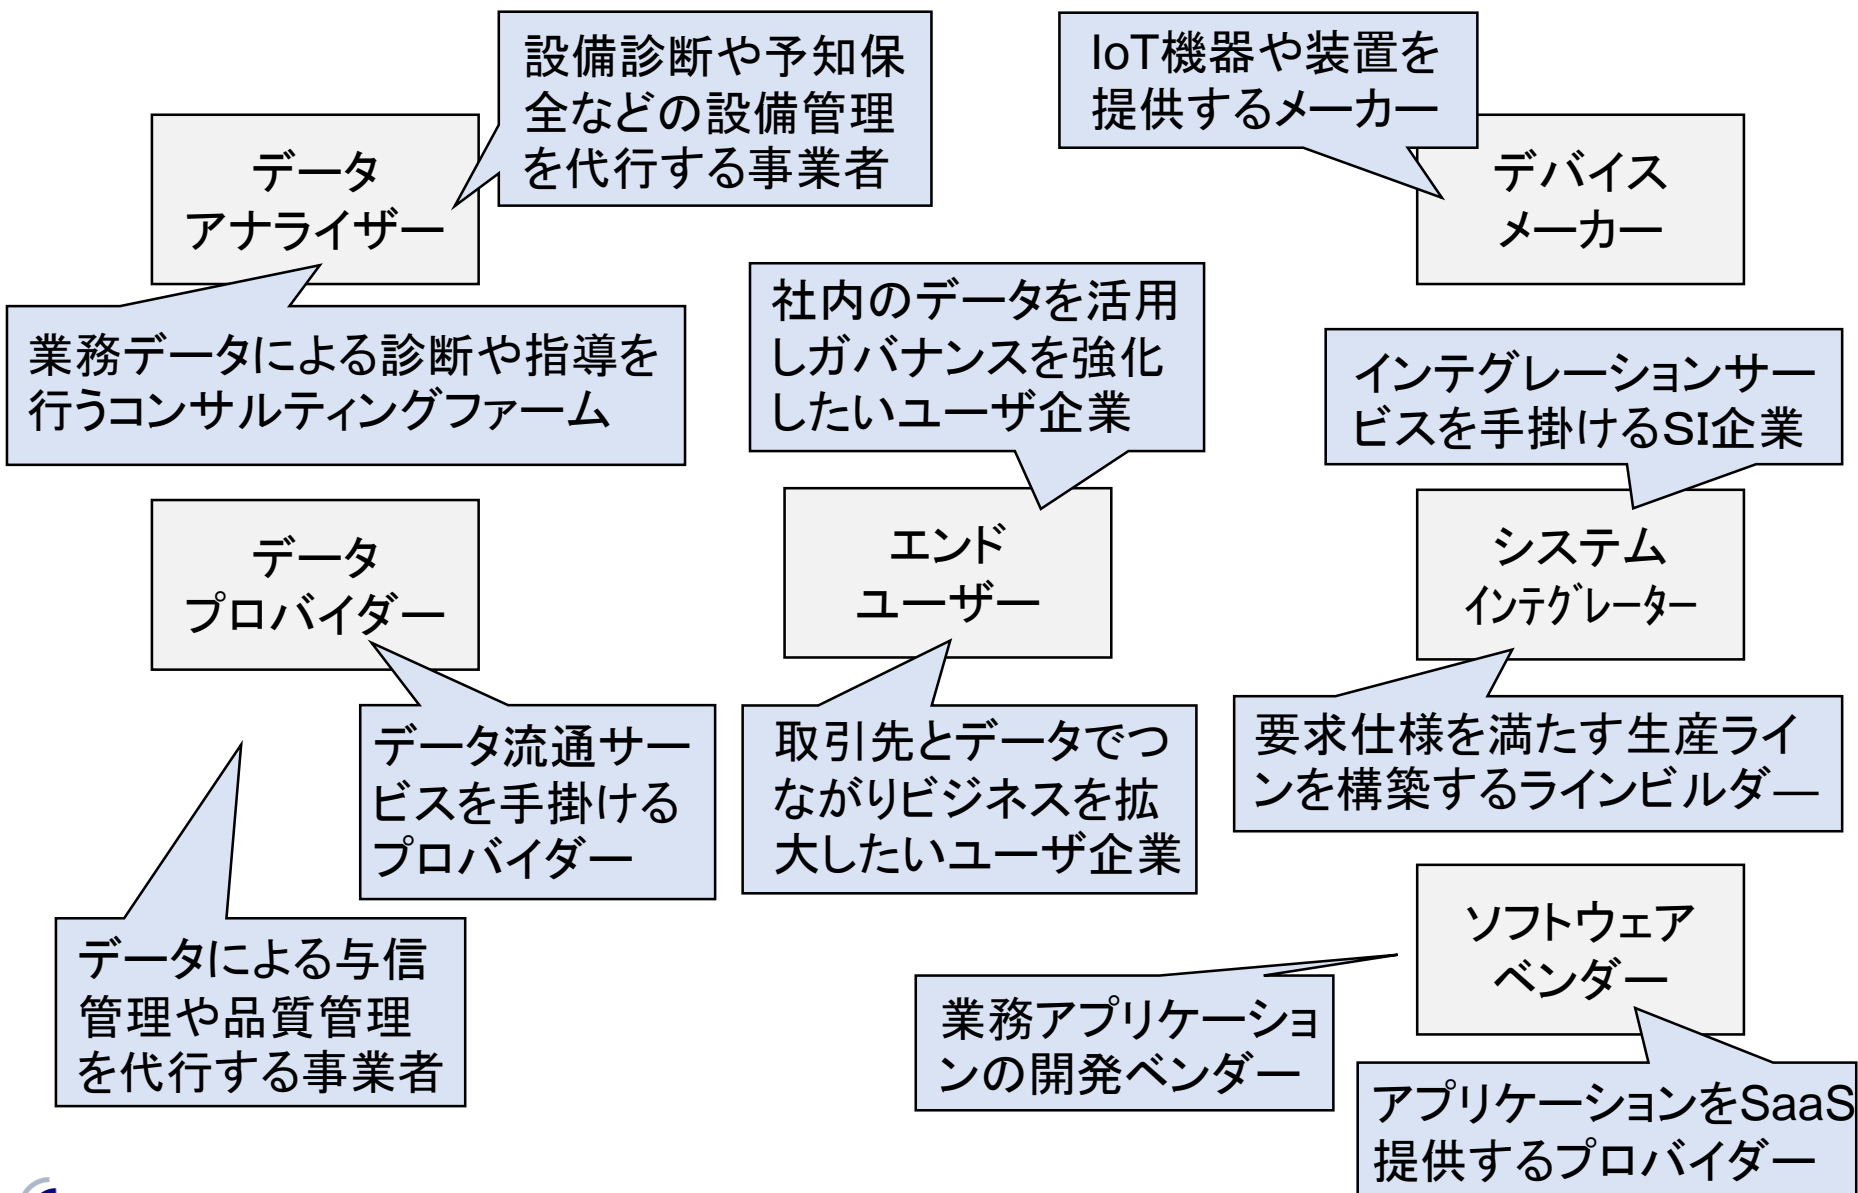 設備診断や予知保
全などの設備管理
を代行する事業者
IoT機器や装置を
提供するメーカー
データ
アナライザー
デバイス
メーカー
業務データによる診断や指導を
行うコンサルティングファーム
社内のデータを活用
しガバナンスを強化
したいユーザ企業
インテグレーションサー
ビスを手掛けるSI企業
データ
プロバイダー
エンド
ユーザー
システム
インテグレーター
データ流通サー
ビスを手掛ける
プロバイダー
取引先とデータでつ
ながりビジネスを拡
大したいユーザ企業
要求仕様を満たす生産ライ
ンを構築するラインビルダ―
データによる与信
管理や品質管理
を代行する事業者
ソフトウェア
ベンダー
業務アプリケーショ
ンの開発ベンダー
アプリケーションをSaaS
提供するプロバイダー